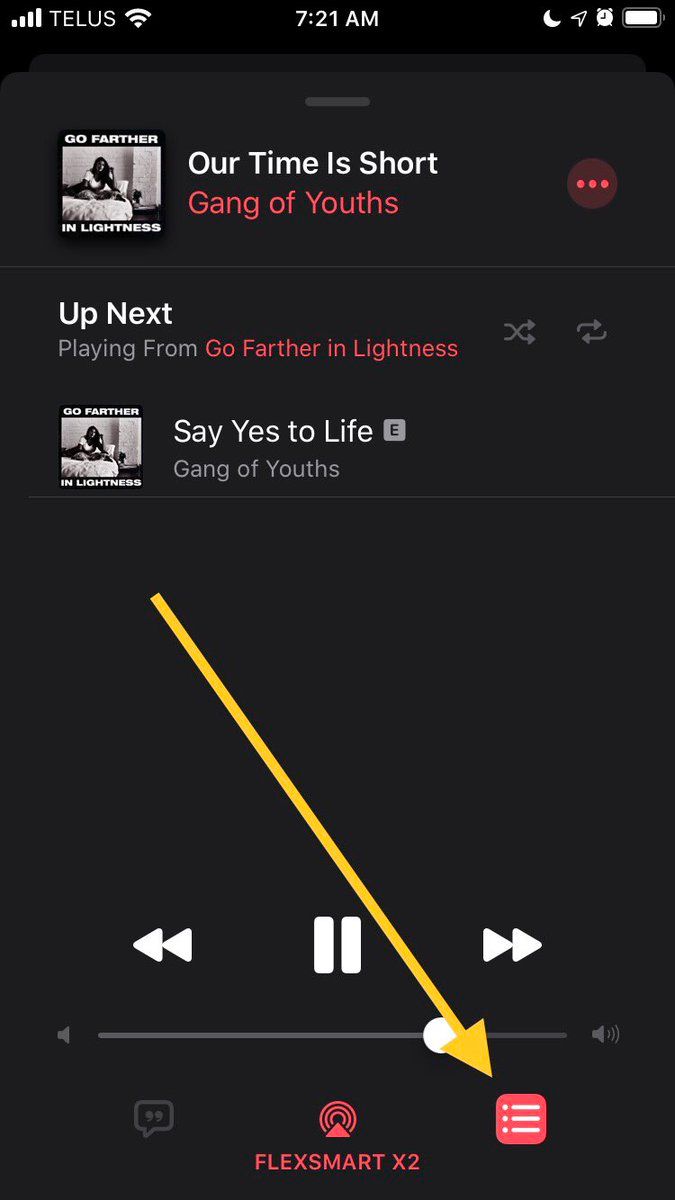 TELUS 7:21 AM
GO FARTHER
IN LIGHTNESS
Our Time Is Short
Gang of Youths
Up Next
Playing From Go Farther in Lightness
GO FARTHER
IN LIGHTNESS
Say Yes to Life E
Gang of Youths
FLEXSMART X2